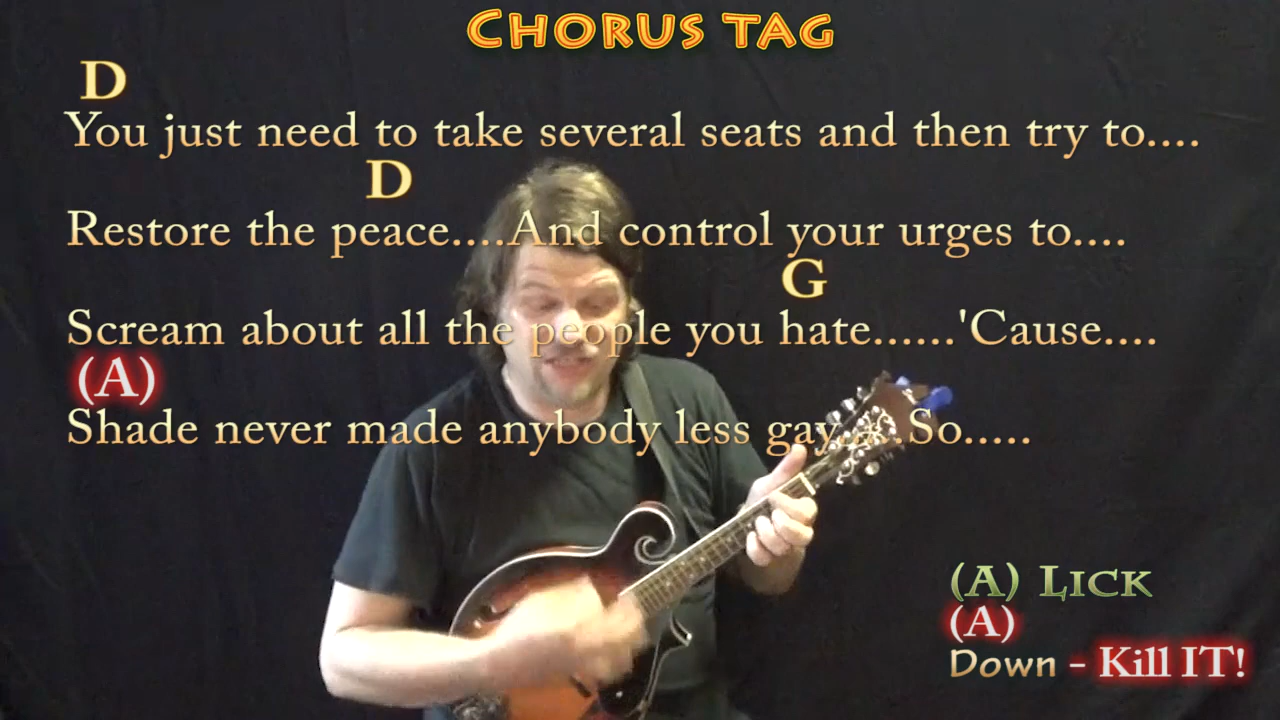 CHORUS TAG
D
You just need to take several seats and then try to....
D
Restore the peace....And control your urges to....
G
Scream about all the people you hate......'Cause....
(A)
Shade never made anybody less gay.....So.....
(A) LICK
(A)
Down - Kill IT!